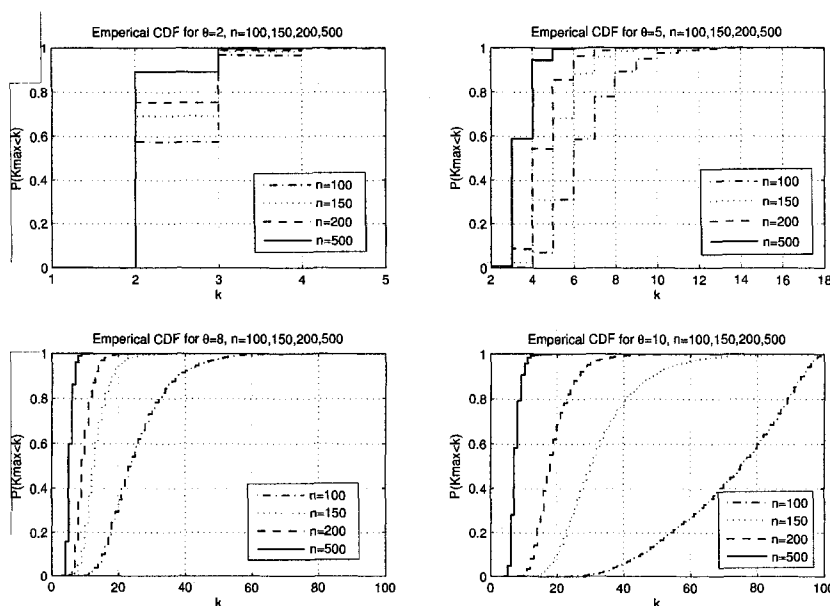 Emperical CDF for θ=2, n=100,150,200,500
P(Kmax<k)
1
0.8
0.6
0.4
0.2
0
n=100
n=150
n=200
n=500
1 2 3 4 5
k
Emperical CDF for θ=5, n=100,150,200,500
P(Kmax<k)
1
0.8
0.6
0.4
0.2
0
n=100
n=150
n=200
n=500
2 4 6 8 10 12 14 16 18
k
Emperical CDF for θ=8, n=100,150,200,500
P(Kmax<k)
1
0.8
0.6
0.4
0.2
0
n=100
n=150
n=200
n=500
0 20 40 60 80 100
k
Emperical CDF for θ=10, n=100,150,200,500
P(Kmax<k)
1
0.8
0.6
0.4
0.2
0
n=100
n=150
n=200
n=500
0 20 40 60 80 100
k